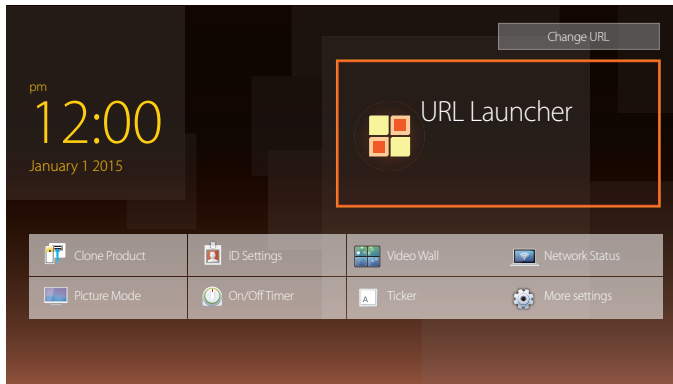 Change URL
pm
12:00
January 1 2015
URL Launcher
Clone Product
ID Settings
Video Wall
Network Status
Picture Mode
On/Off Timer
A
Ticker
More settings